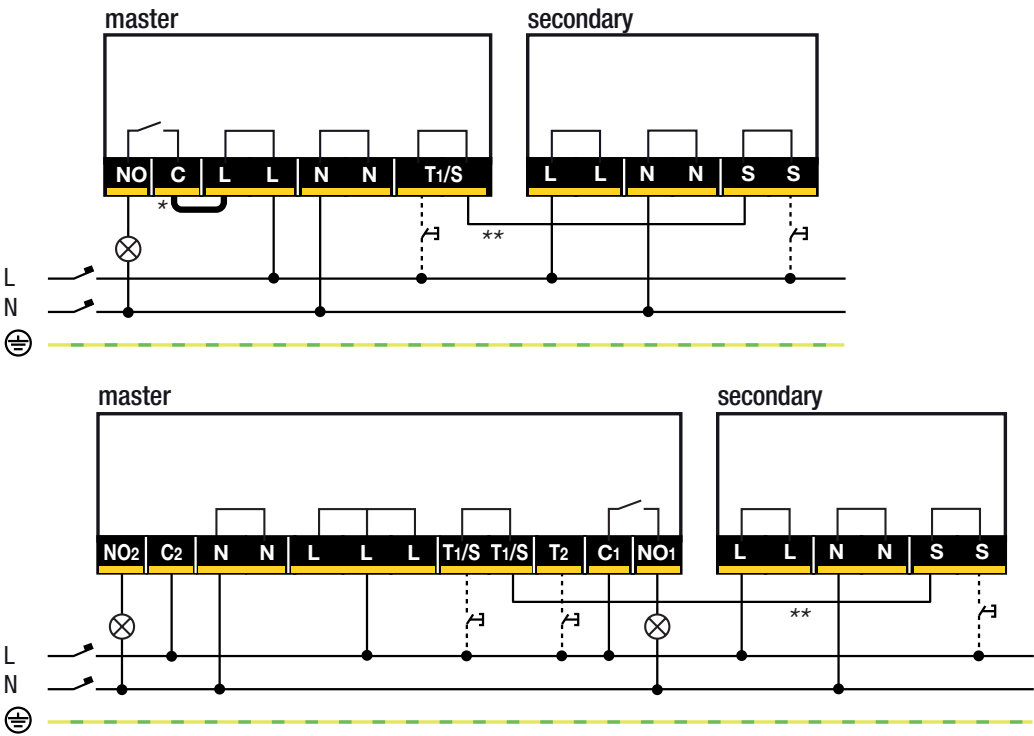 master secondary
NO C L L N N T1/S L L N N S S
* **
L
N
master secondary
NO2 C2 N N L L L T1/S T1/S T2 C1 NO1 L L N N S S
**
L
N